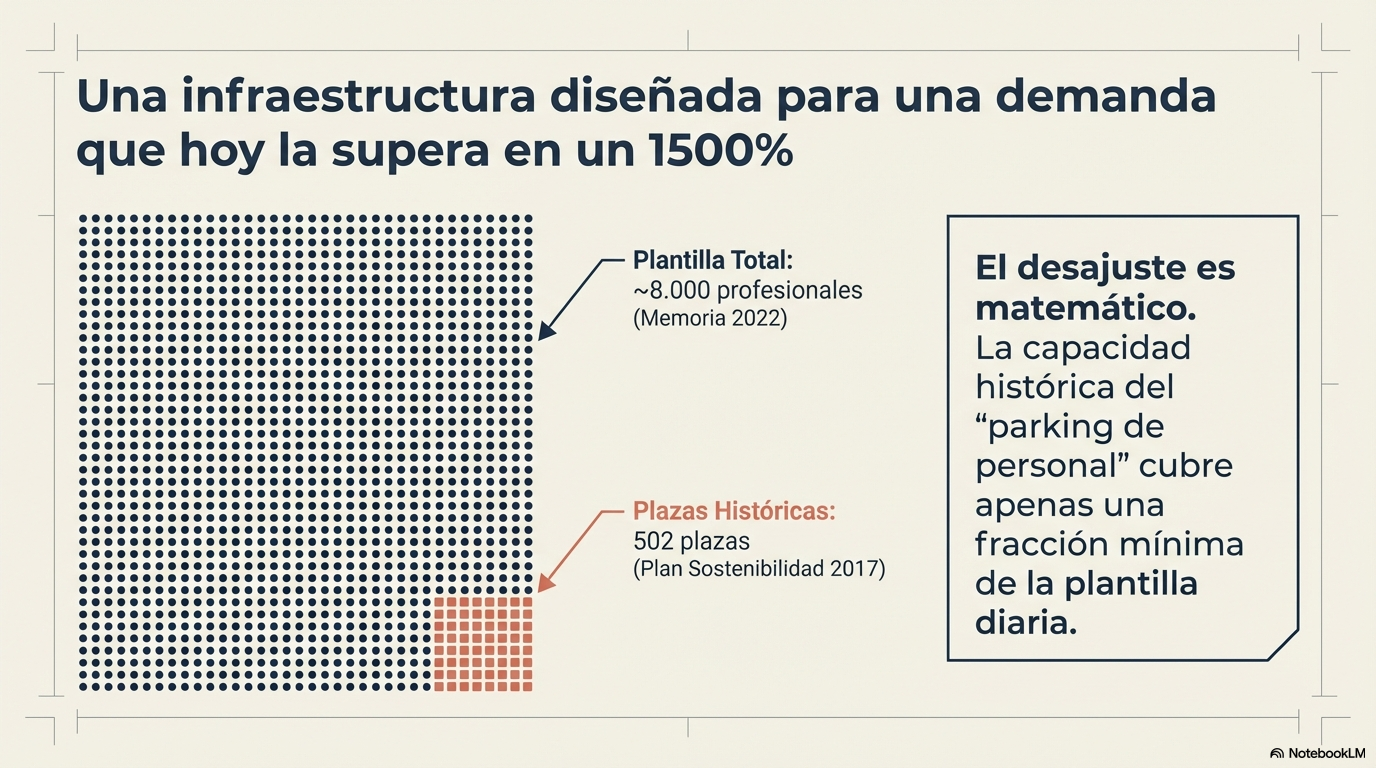 Una infraestructura diseñada para una demanda
que hoy la supera en un 1500%
Plantilla Total:
~8.000 profesionales
(Memoria 2022)
Plazas Históricas:
502 plazas
(Plan Sostenibilidad 2017)
El desajuste es
matemático.
La capacidad
histórica del
“parking de
personal” cubre
apenas una
fracción mínima
de la plantilla
diaria.
NotebookLM